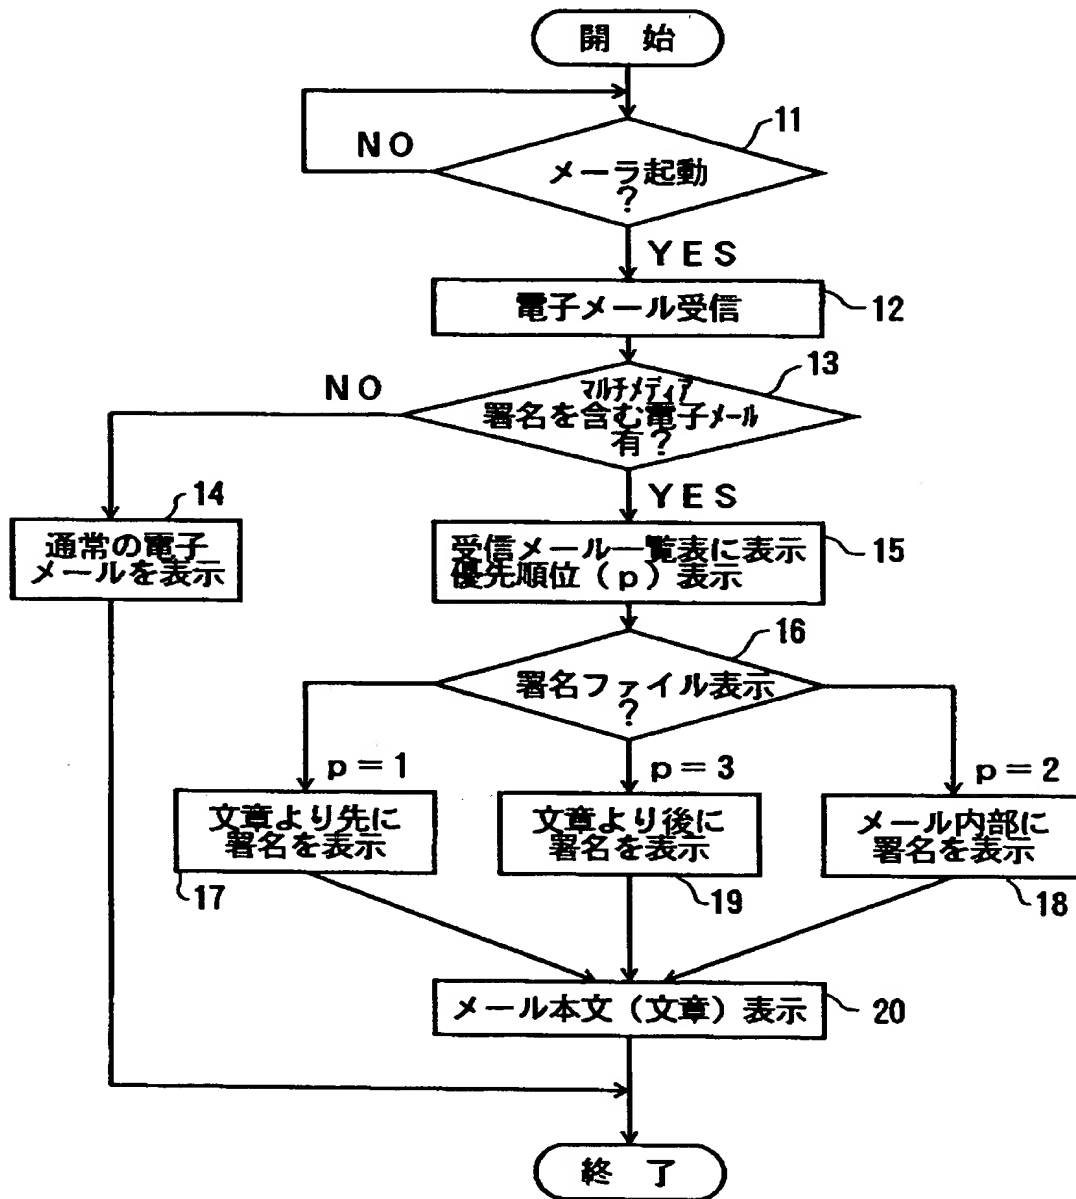 開 始
11
NO
メーラ起動
?
YES
電子メール受信
12
13
NO
マルチメディア
署名を含む電子メール
有?
YES
14
通常の電子
メールを表示
受信メール一覧表に表示
優先順位(p)表示
15
16
署名ファイル表示
?
p=1
p=3
p=2
文章より先に
署名を表示
文章より後に
署名を表示
メール内部に
署名を表示
17
19
18
メール本文(文章)表示
20
終 了